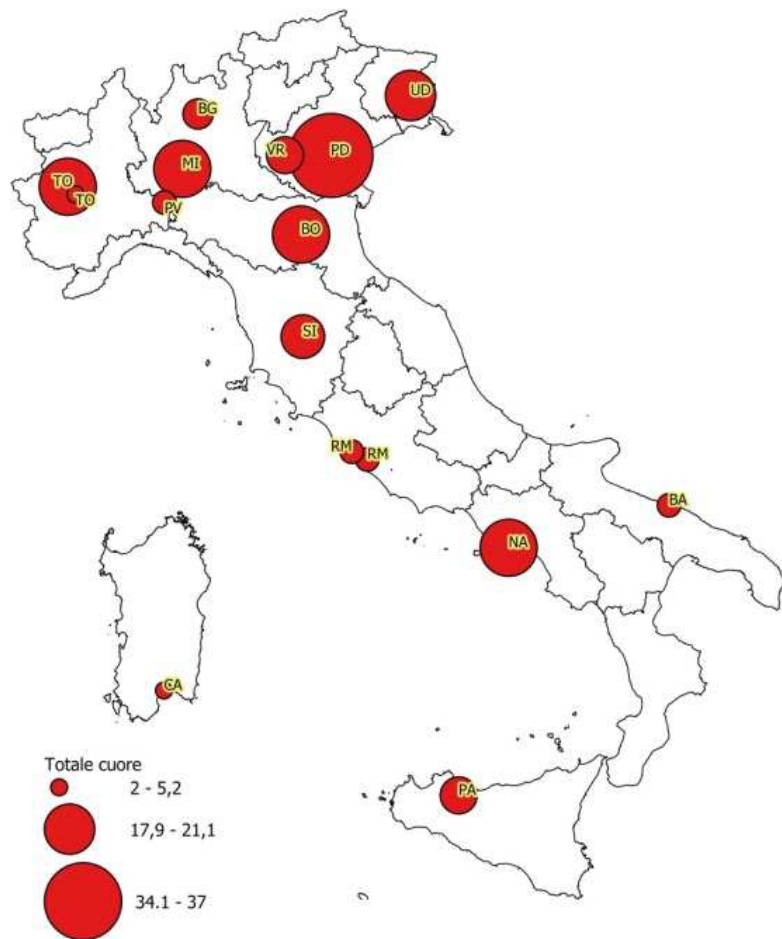 UD
BG
VR
PD
MI
TO
TO
PV
BO
SI
RM
RM
BA
NA
CA
PA
Totale cuore
2 - 5,2
17,9 - 21,1
34.1 - 37